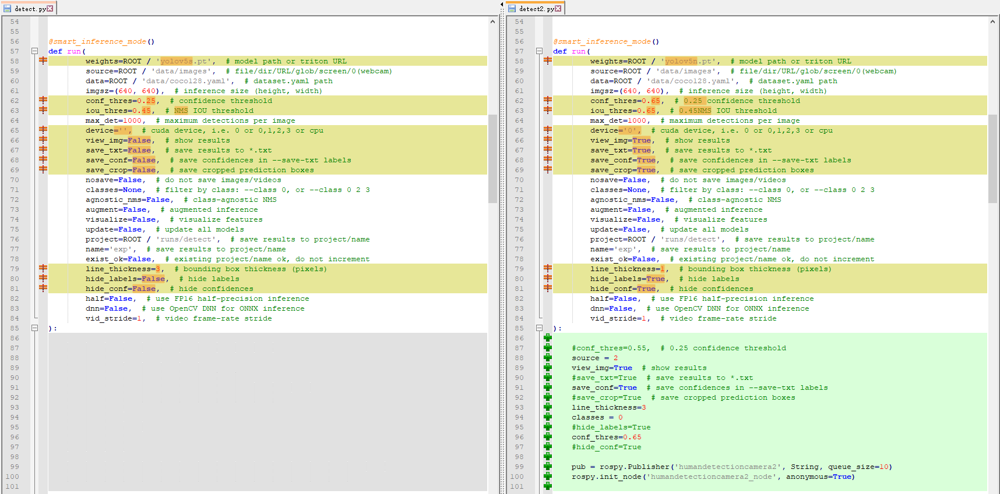 detect.py
54
55
56 @smart_inference_mode()
57 def run(
58 weights=ROOT / 'yolov5s.pt',  # model path or triton URL
59 source=ROOT / 'data/images',  # file/dir/URL/glob/screen/0(webcam)
60 data=ROOT / 'data/coco128.yaml',  # dataset.yaml path
61 imgsz=(640, 640),  # inference size (height, width)
62 conf_thres=0.25,  # confidence threshold
63 iou_thres=0.45,  # NMS IOU threshold
64 max_det=1000,  # maximum detections per image
65 device='',  # cuda device, i.e. 0 or 0,1,2,3 or cpu
66 view_img=False,  # show results
67 save_txt=False,  # save results to *.txt
68 save_conf=False,  # save confidences in --save-txt labels
69 save_crop=False,  # save cropped prediction boxes
70 nosave=False,  # do not save images/videos
71 classes=None,  # filter by class: --class 0, or --class 0 2 3
72 agnostic_nms=False,  # class-agnostic NMS
73 augment=False,  # augmented inference
74 visualize=False,  # visualize features
75 update=False,  # update all models
76 project=ROOT / 'runs/detect',  # save results to project/name
77 name='exp',  # save results to project/name
78 exist_ok=False,  # existing project/name ok, do not increment
79 line_thickness=3,  # bounding box thickness (pixels)
80 hide_labels=False,  # hide labels
81 hide_conf=False,  # hide confidences
82 half=False,  # use FP16 half-precision inference
83 dnn=False,  # use OpenCV DNN for ONNX inference
84 vid_stride=1,  # video frame-rate stride
85 ):
86
87
88
89
90
91
92
93
94
95
96
97
98
99
100
101
detect2.py
54
55
56 @smart_inference_mode()
57 def run(
58 weights=ROOT / 'yolov5n.pt',  # model path or triton URL
59 source=ROOT / 'data/images',  # file/dir/URL/glob/screen/0(webcam)
60 data=ROOT / 'data/coco128.yaml',  # dataset.yaml path
61 imgsz=(640, 640),  # inference size (height, width)
62 conf_thres=0.65,  # 0.25 confidence threshold
63 iou_thres=0.65,  # 0.45NMS IOU threshold
64 max_det=1000,  # maximum detections per image
65 device='0',  # cuda device, i.e. 0 or 0,1,2,3 or cpu
66 view_img=True,  # show results
67 save_txt=True,  # save results to *.txt
68 save_conf=True,  # save confidences in --save-txt labels
69 save_crop=True,  # save cropped prediction boxes
70 nosave=False,  # do not save images/videos
71 classes=None,  # filter by class: --class 0, or --class 0 2 3
72 agnostic_nms=False,  # class-agnostic NMS
73 augment=False,  # augmented inference
74 visualize=False,  # visualize features
75 update=False,  # update all models
76 project=ROOT / 'runs/detect',  # save results to project/name
77 name='exp',  # save results to project/name
78 exist_ok=False,  # existing project/name ok, do not increment
79 line_thickness=1,  # bounding box thickness (pixels)
80 hide_labels=True,  # hide labels
81 hide_conf=True,  # hide confidences
82 half=False,  # use FP16 half-precision inference
83 dnn=False,  # use OpenCV DNN for ONNX inference
84 vid_stride=1,  # video frame-rate stride
85 ):
86
87 #conf_thres=0.55,  # 0.25 confidence threshold
88 source = 2
89 view_img=True  # show results
90 #save_txt=True  # save results to *.txt
91 save_conf=True  # save confidences in --save-txt labels
92 #save_crop=True  # save cropped prediction boxes
93 line_thickness=3
94 classes = 0
95 #hide_labels=True
96 conf_thres=0.65
97 #hide_conf=True
98
99 pub = rospy.Publisher('humandetectioncamera2', String, queue_size=10)
100 rospy.init_node('humandetectioncamera2_node', anonymous=True)
101